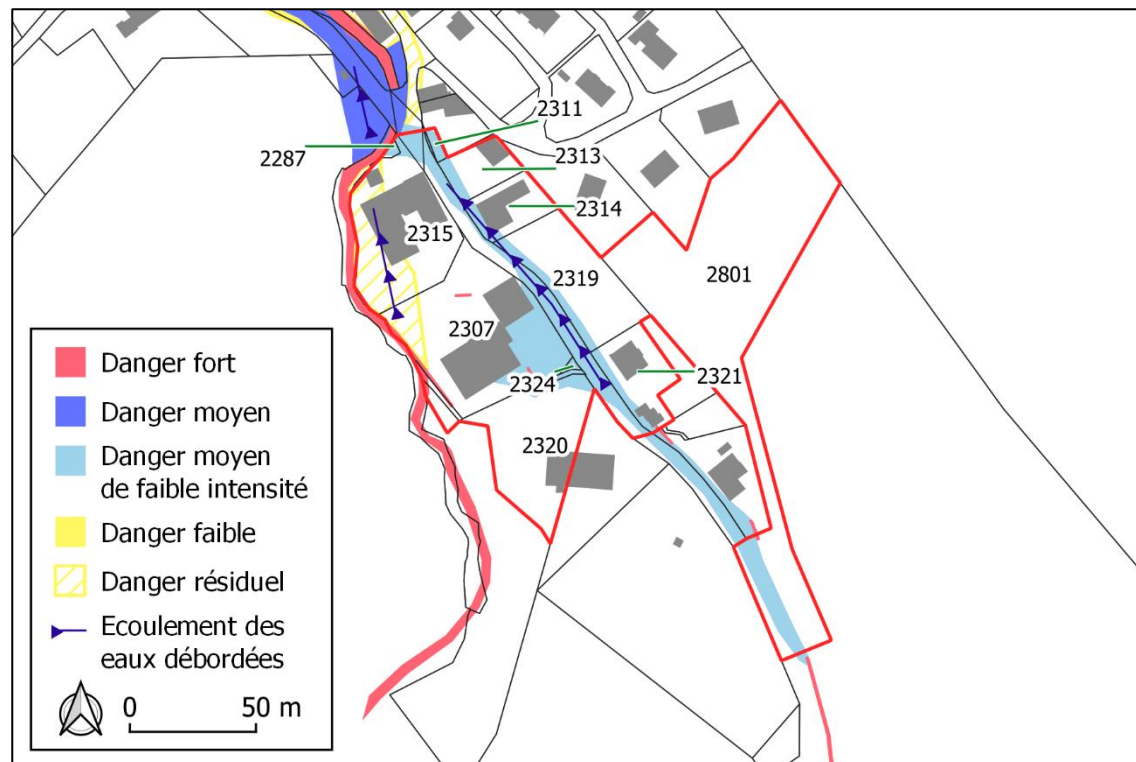 2311
2287
2313
2314
2315
2801
2319
2307
2324
2321
2320
Danger fort
Danger moyen
Danger moyen
de faible intensité
Danger faible
Danger résiduel
Ecoulement des
eaux débordées
0 50 m